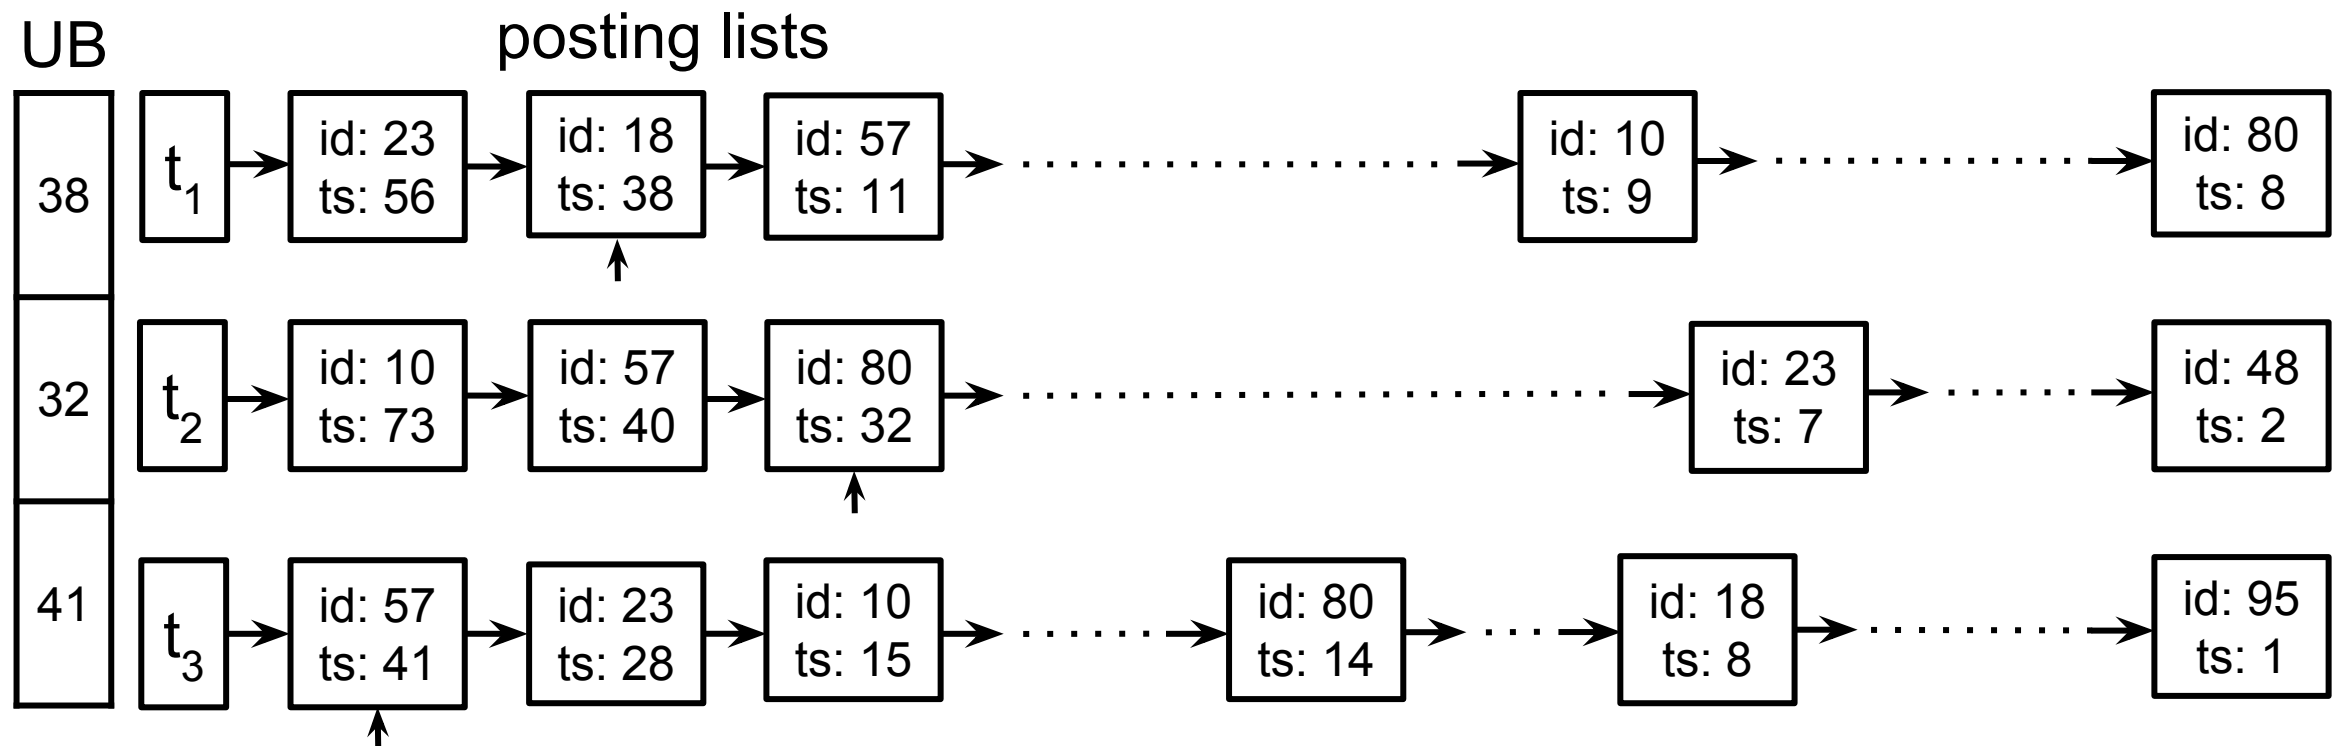 UB
posting lists
38
t1
id: 23
ts: 56
id: 18
ts: 38
id: 57
ts: 11
id: 10
ts: 9
id: 80
ts: 8
32
t2
id: 10
ts: 73
id: 57
ts: 40
id: 80
ts: 32
id: 23
ts: 7
id: 48
ts: 2
41
t3
id: 57
ts: 41
id: 23
ts: 28
id: 10
ts: 15
id: 80
ts: 14
id: 18
ts: 8
id: 95
ts: 1